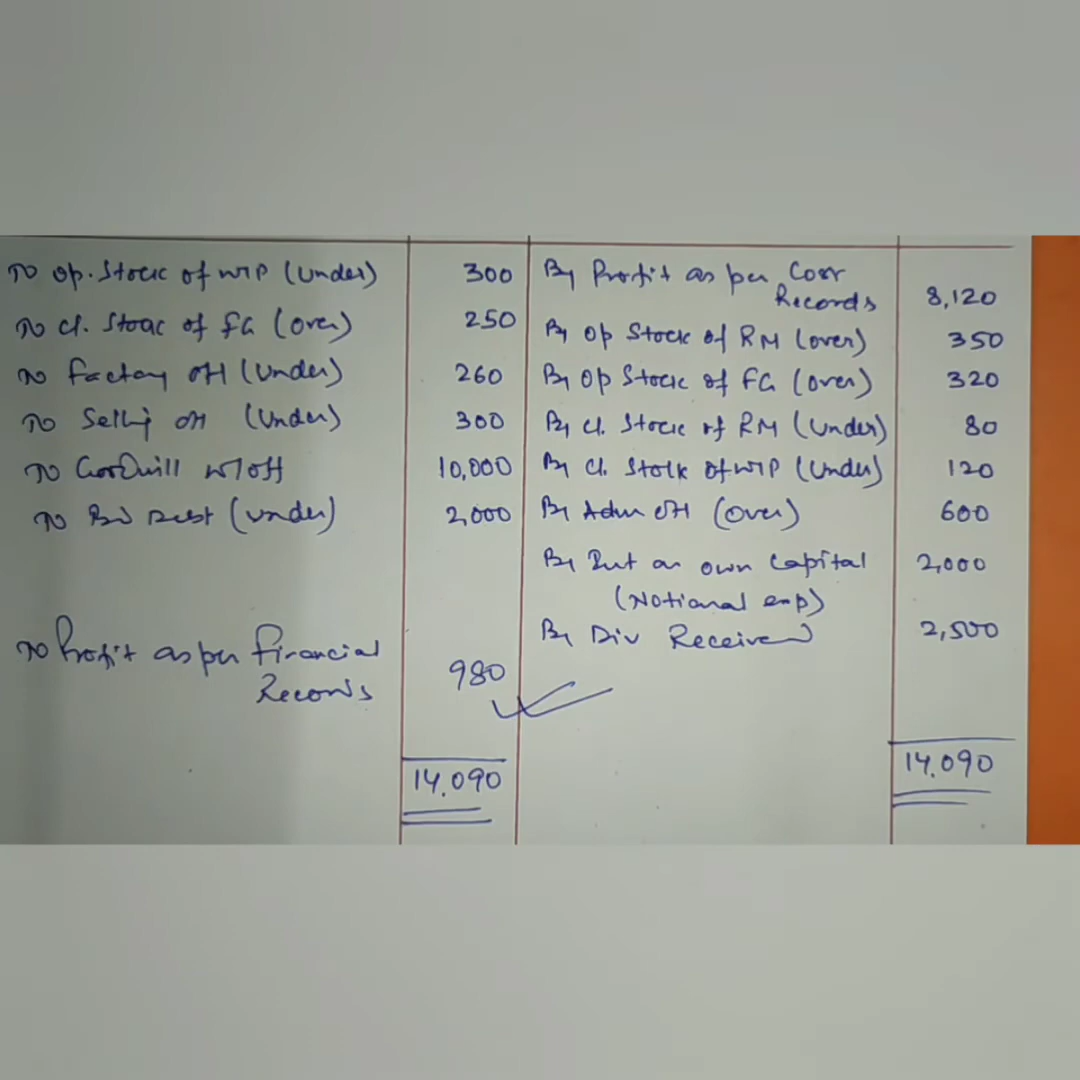 To Op. Stock of WIP (Under) 300
To Cl. Stock of FG (Over) 250
To Factory OH (Under) 260
To Selling OH (Under) 300
To Goodwill w/off 10,000
To Bad Debt (Under) 2,000
To Profit as per Financial
Records 980
14,090
By Profit as per Cost
Records 8,120
By Op Stock of RM (Over) 350
By Op Stock of FG (Over) 320
By Cl. Stock of RM (Under) 80
By Cl. Stock of WIP (Under) 120
By Adm OH (Over) 600
By Int on own Capital 2,000
(Notional exp)
By Div Received 2,500
14,090